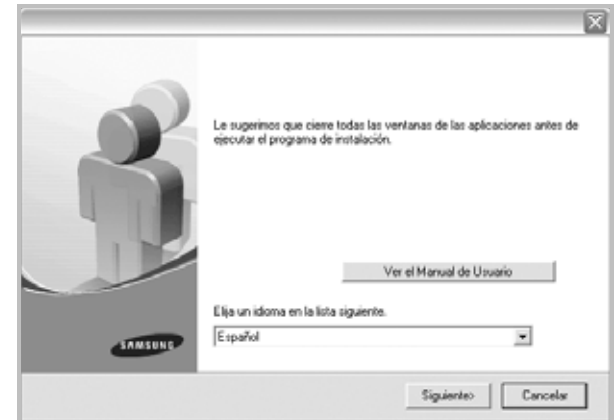 Le sugerimos que cierre todas las ventanas de las aplicaciones antes de
ejecutar el programa de instalación.
Ver el Manual de Usuario
Elija un idioma en la lista siguiente.
Español
SAMSUNG
Siguiente>
Cancelar